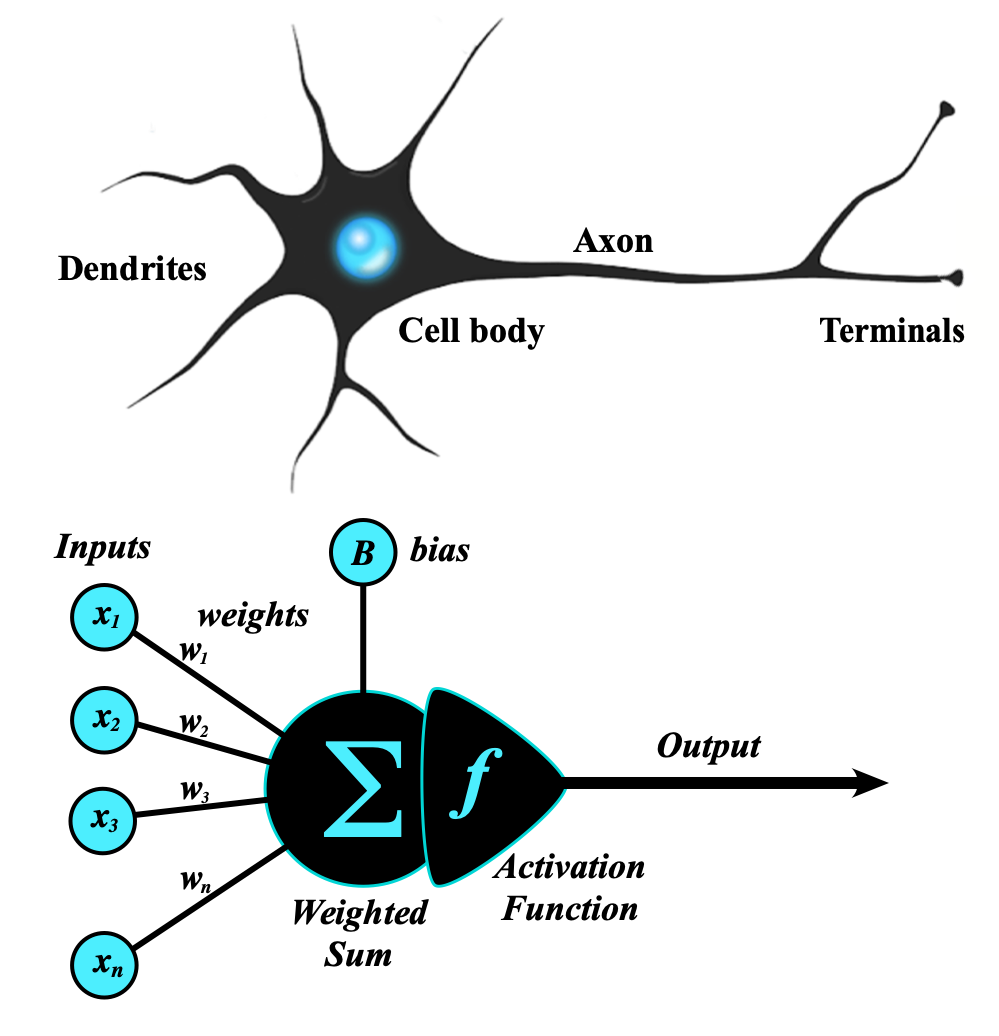 Axon
Dendrites
Cell body
Terminals
Inputs
B
bias
x1
weights
w1
x2
w2
x3
w3
wn
xn
Σ
f
Output
Activation
Function
Weighted
Sum